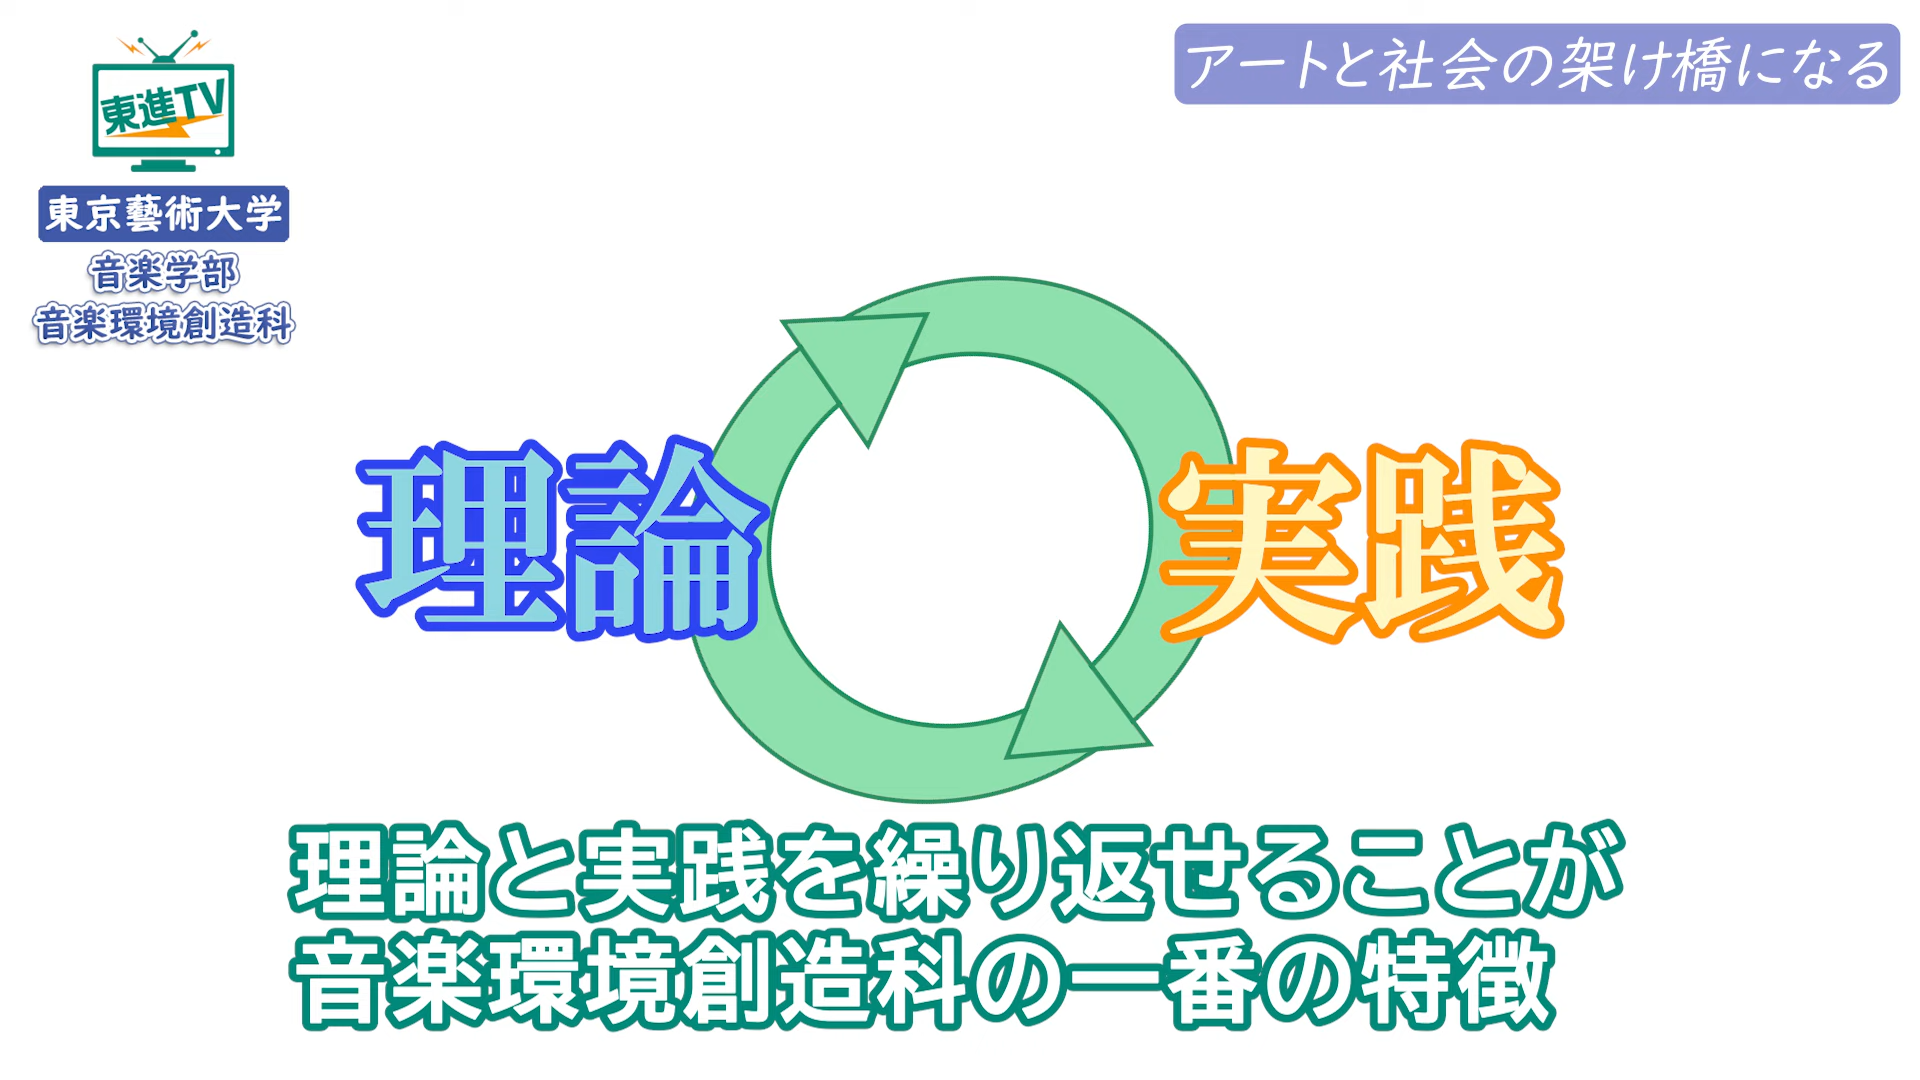 東進TV
東京藝術大学
音楽学部
音楽環境創造科
アートと社会の架け橋になる
理論
実践
理論と実践を繰り返せることが
音楽環境創造科の一番の特徴